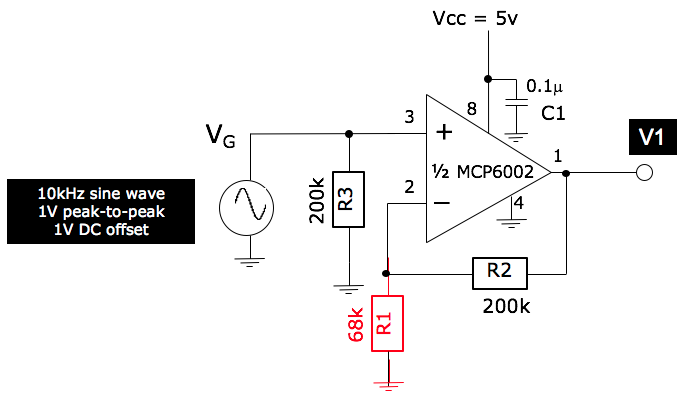 Vcc = 5v
0.1µ
C1
8
3
+
V_G
V1
½ MCP6002
1
10kHz sine wave
1V peak-to-peak
1V DC offset
200k
R3
2
−
4
R2
200k
68k
R1